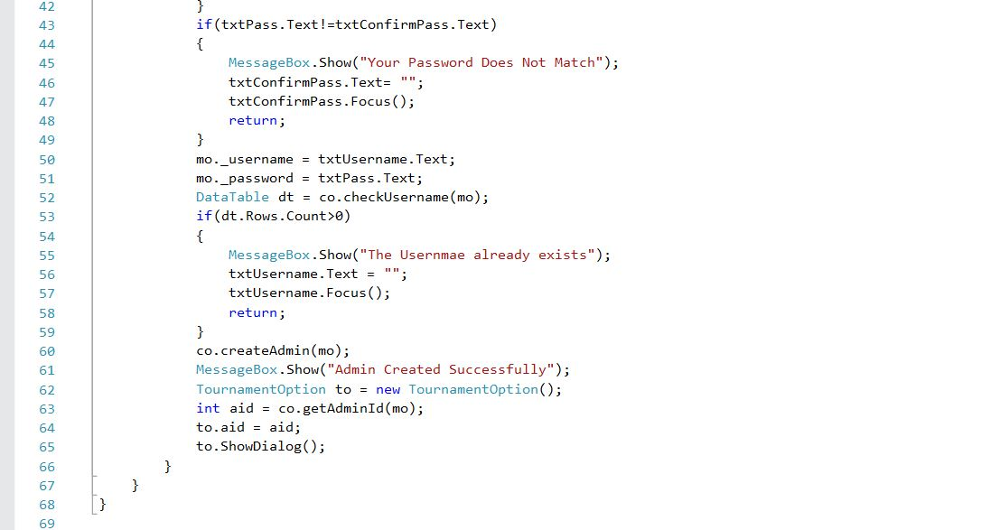 42 }
43 if(txtPass.Text!=txtConfirmPass.Text)
44 {
45 MessageBox.Show("Your Password Does Not Match");
46 txtConfirmPass.Text= "";
47 txtConfirmPass.Focus();
48 return;
49 }
50 mo._username = txtUsername.Text;
51 mo._password = txtPass.Text;
52 DataTable dt = co.checkUsername(mo);
53 if(dt.Rows.Count>0)
54 {
55 MessageBox.Show("The Usernmae already exists");
56 txtUsername.Text = "";
57 txtUsername.Focus();
58 return;
59 }
60 co.createAdmin(mo);
61 MessageBox.Show("Admin Created Successfully");
62 TournamentOption to = new TournamentOption();
63 int aid = co.getAdminId(mo);
64 to.aid = aid;
65 to.ShowDialog();
66 }
67 }
68 }
69